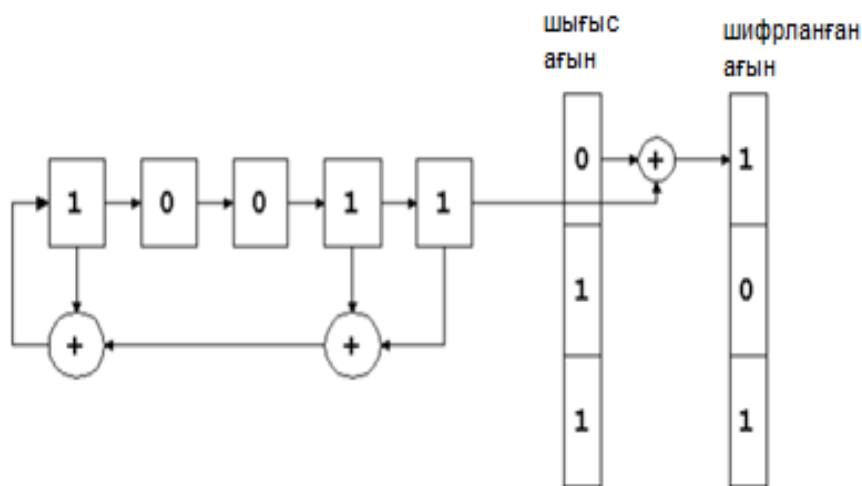 шығыс
ағын
шифрланған
ағын
1 0 0 1 1
+ +
0 + 1
1 0
1 1